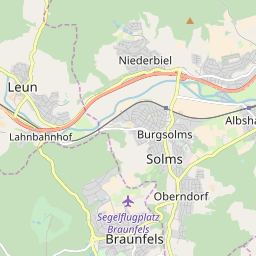 Niederbiel
Leun
Albsha
Lahnbahnhof
Burgsolms
Solms
Oberndorf
Segelflugplatz
Braunfels
Braunfels